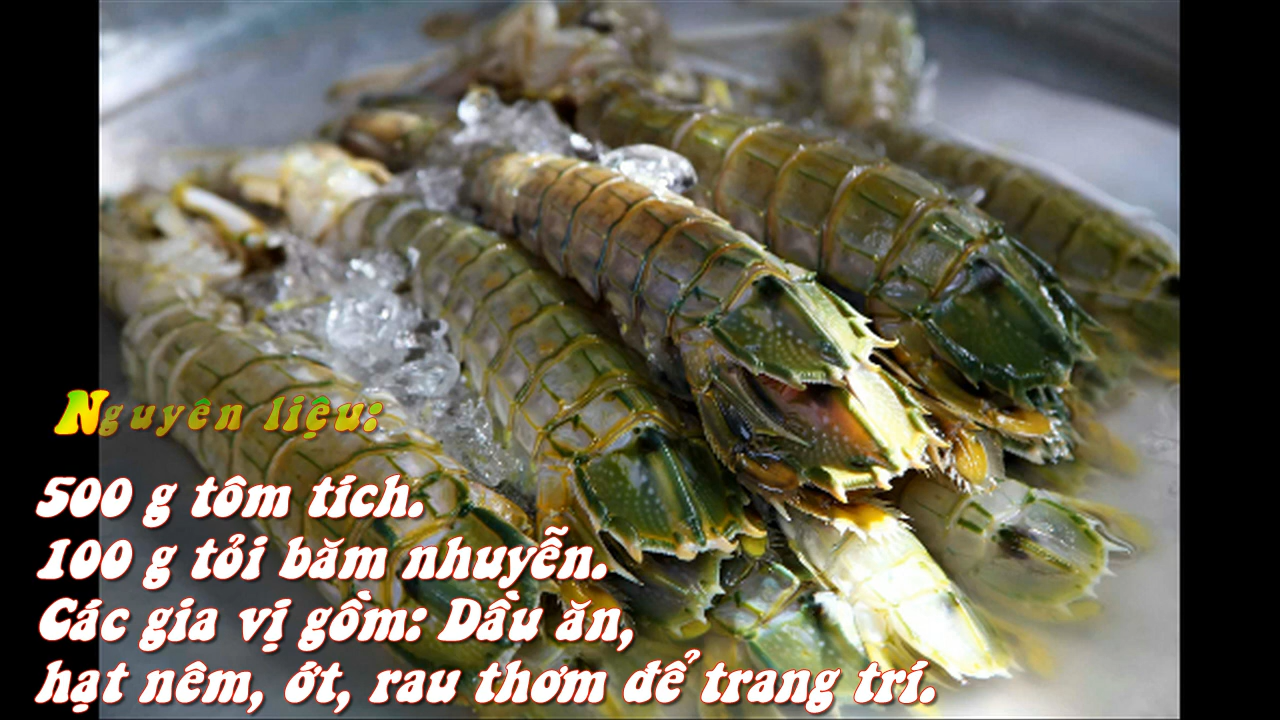 Nguyên liệu:
500 g tôm tích.
100 g tỏi băm nhuyễn.
Các gia vị gồm: Dầu ăn,
hạt nêm, ớt, rau thơm để trang trí.